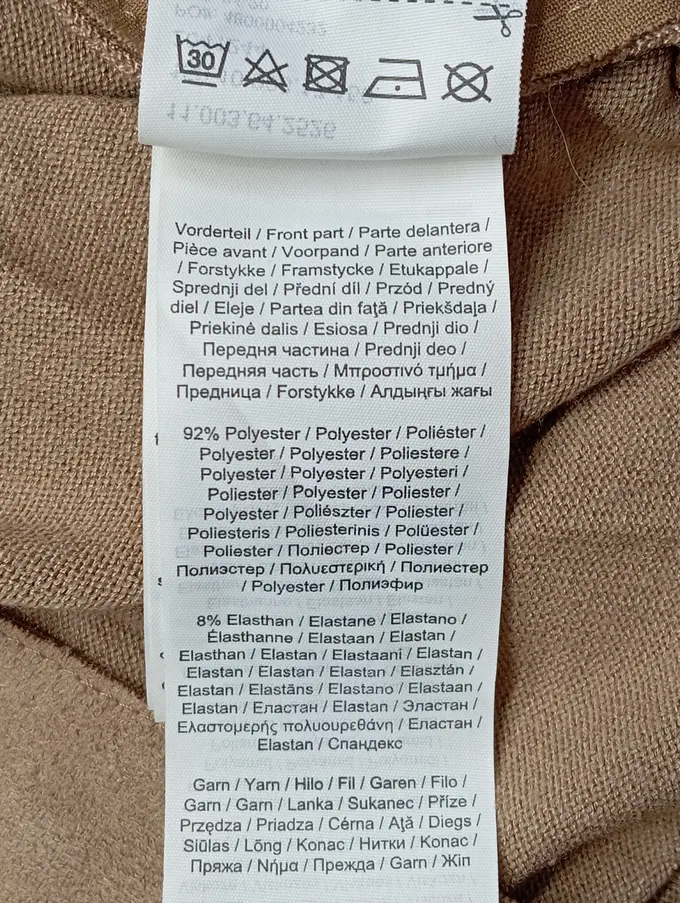 30
Vorderteil / Front part / Parte delantera /
Pièce avant / Voorpand / Parte anteriore
/ Forstykke / Framstycke / Etukappale /
Sprednji del / Přední díl / Przód / Predný
diel / Eleje / Partea din faţă / Priekšdaļa /
Priekinė dalis / Esiosa / Prednji dio /
Передня частина / Prednji deo /
Передняя часть / Μπροστινό τμήμα /
Предница / Forstykke / Алдыңғы жағы
92% Polyester / Polyester / Poliéster /
Polyester / Polyester / Poliestere /
Polyester / Polyester / Polyesteri /
Poliester / Polyester / Poliester /
Polyester / Poliészter / Poliester /
Poliesteris / Poliesterinis / Polüester /
Poliester / Поліестер / Poliester /
Полиэстер / Πολυεστερική / Полиестер
/ Polyester / Полиэфир
8% Elasthan / Elastane / Elastano /
Élasthanne / Elastaan / Elastan /
Elasthan / Elastan / Elastaani / Elastan /
Elastan / Elastan / Elastan / Elasztán /
Elastan / Elastāns / Elastano / Elastaan /
Elastan / Еластан / Elastan / Эластан /
Ελαστομερής πολυουρεθάνη / Еластан /
Elastan / Спандекс
Garn / Yarn / Hilo / Fil / Garen / Filo /
Garn / Garn / Lanka / Sukanec / Příze /
Przędza / Priadza / Cérna / Aţă / Diegs /
Siūlas / Lõng / Konac / Нитки / Konac /
Пряжа / Νήμα / Прежда / Garn / Жіп
11.003.64.2526